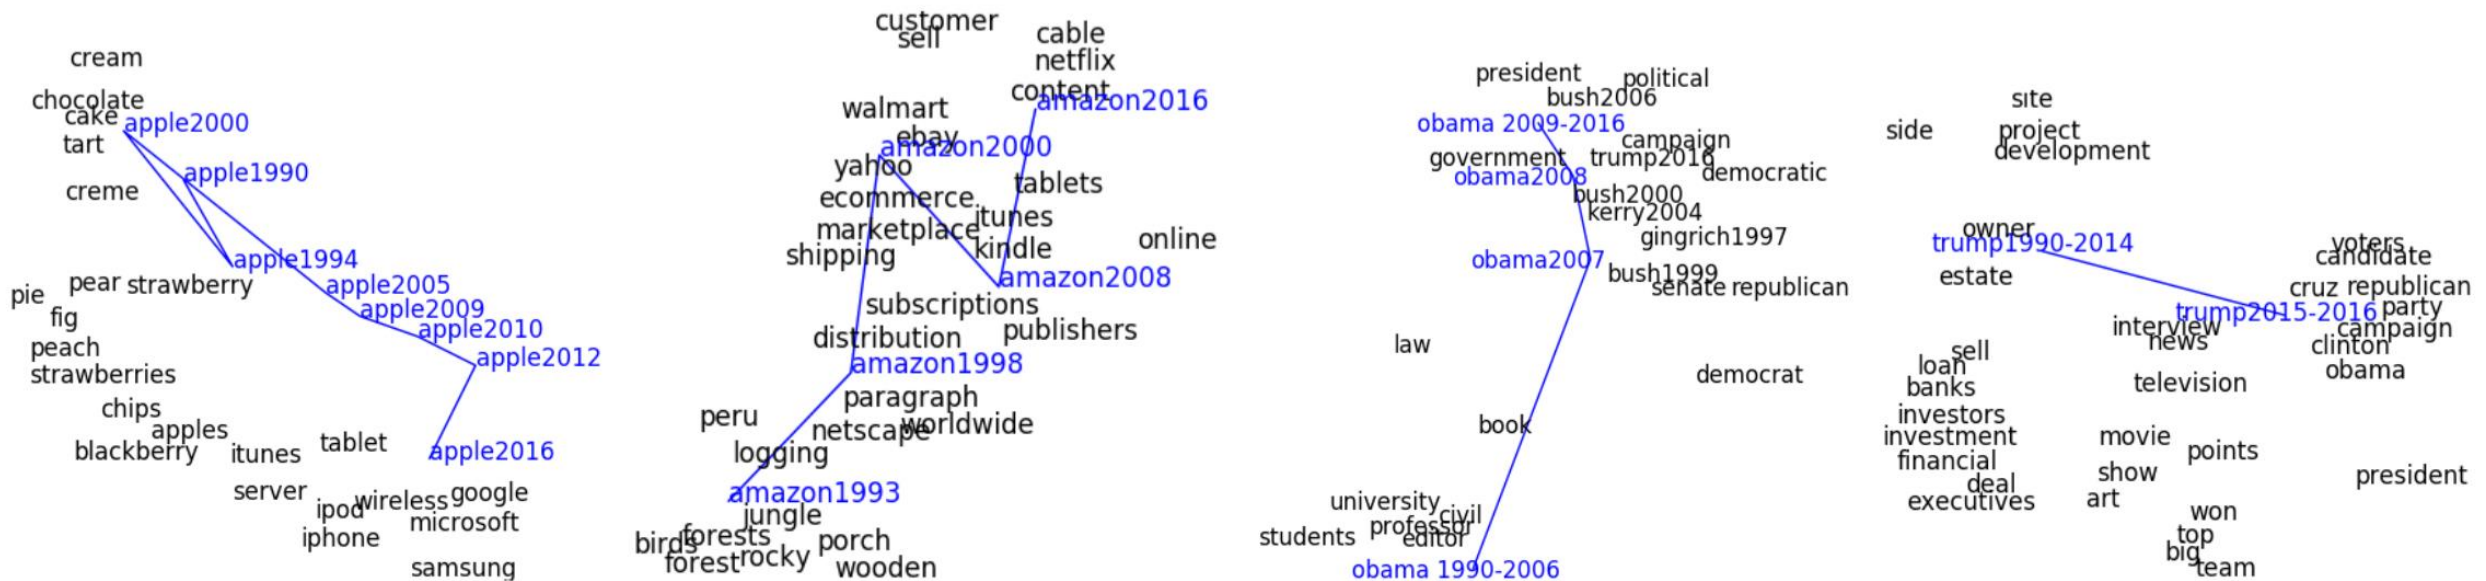 cream
chocolate
cake
apple2000
tart
apple1990
creme
apple1994
pear strawberry
apple2005
pie
fig
apple2009
apple2010
peach
apple2012
strawberries
chips
apples
tablet
blackberry
itunes
apple2016
server
wireless
google
ipod
microsoft
iphone
samsung
customer
sell
cable
netflix
content
amazon2016
walmart
ebay
amazon2000
yahoo
tablets
ecommerce
itunes
marketplace
online
shipping
kindle
amazon2008
subscriptions
publishers
distribution
amazon1998
paragraph
peru
netscape
worldwide
logging
amazon1993
jungle
forests
birds
porch
forest
rocky
wooden
president
political
bush2006
obama 2009-2016
campaign
government
trump2016
obama2008
democratic
bush2000
kerry2004
gingrich1997
obama2007
bush1999
senate
republican
law
democrat
book
university
civil
professor
students
editor
obama 1990-2006
site
side
project
development
owner
trump1990-2014
voters
candidate
estate
cruz
republican
trump2015-2016
party
interview
campaign
news
clinton
sell
loan
obama
banks
television
investors
investment
movie
points
financial
show
president
deal
executives
art
won
top
big
team